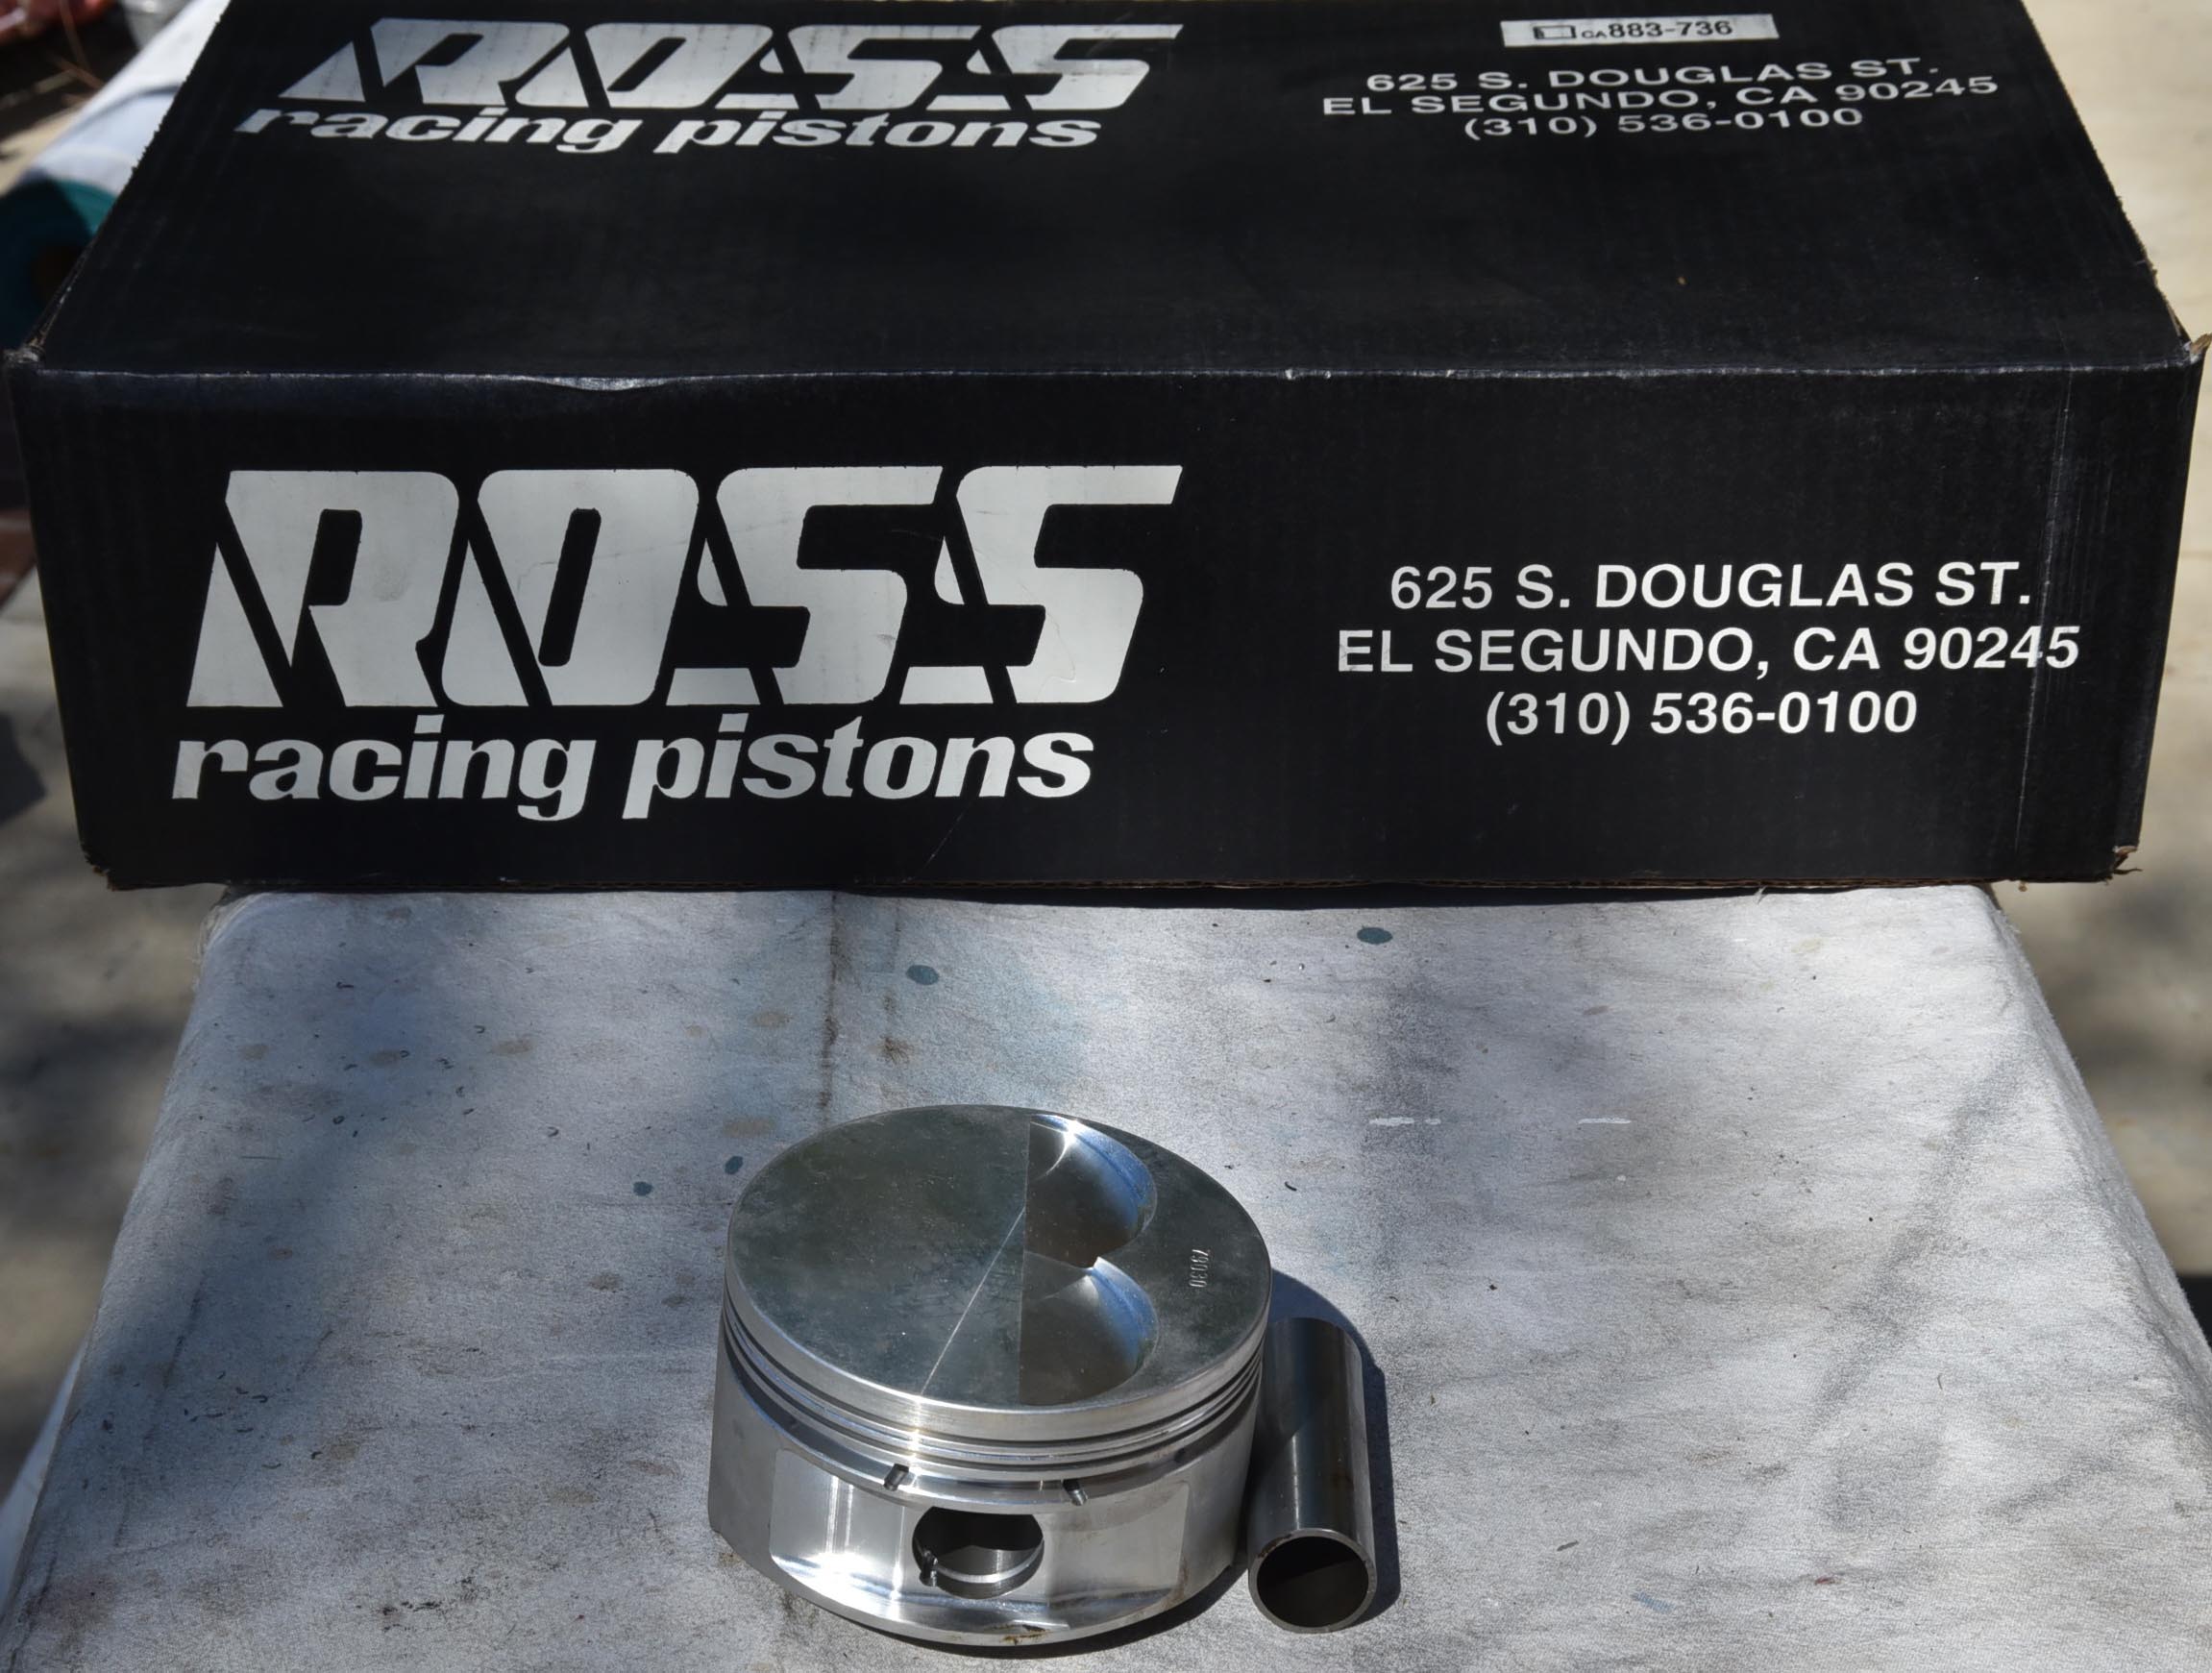 ROSS
racing pistons
CA883-736
625 S. DOUGLAS ST.
EL SEGUNDO, CA 90245
(310) 536-0100
ROSS
racing pistons
625 S. DOUGLAS ST.
EL SEGUNDO, CA 90245
(310) 536-0100